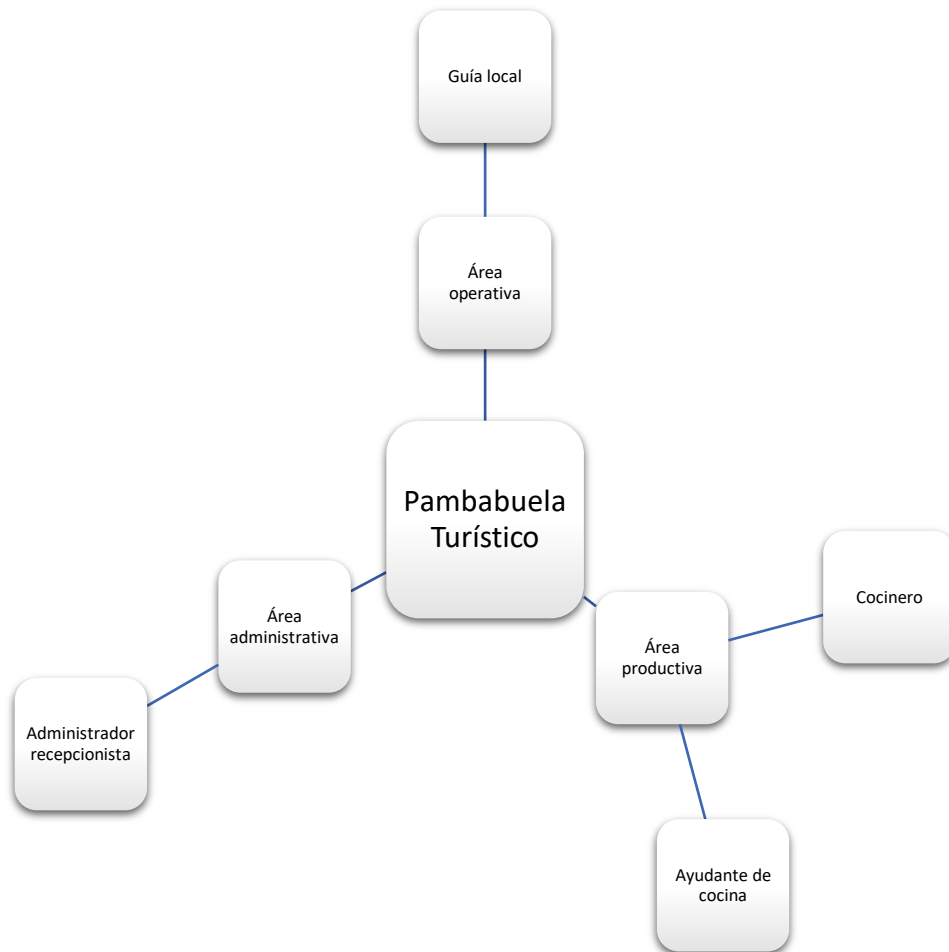 Guía local
Área
operativa
Pambabuela
Turístico
Área
administrativa
Administrador
recepcionista
Área
productiva
Cocinero
Ayudante de
cocina